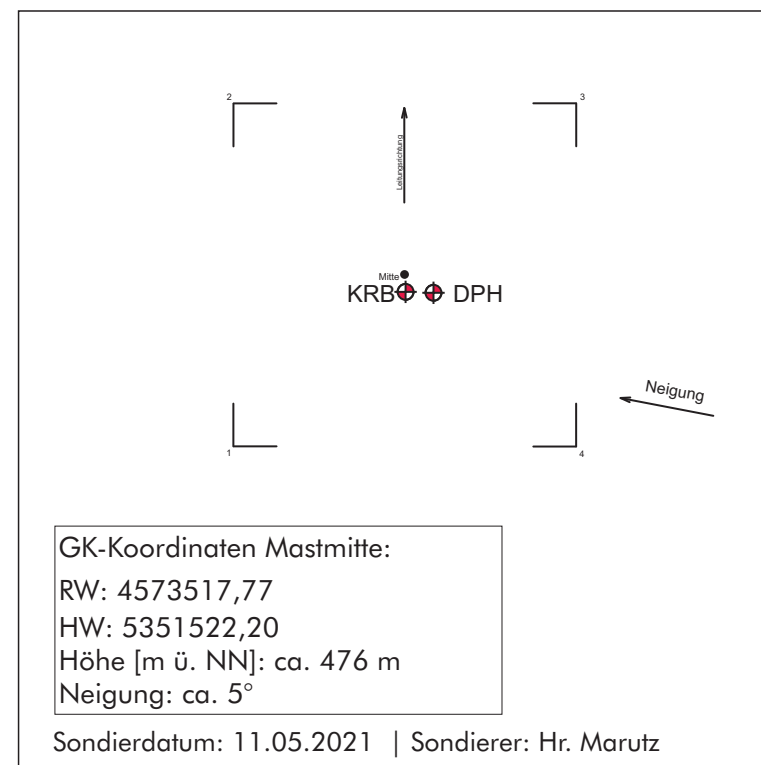 2
3
Leitungsrichtung
Mitte
KRB DPH
Neigung
1
4
GK-Koordinaten Mastmitte:
RW: 4573517,77
HW: 5351522,20
Höhe [m ü. NN]: ca. 476 m
Neigung: ca. 5°
Sondierdatum: 11.05.2021 | Sondierer: Hr. Marutz